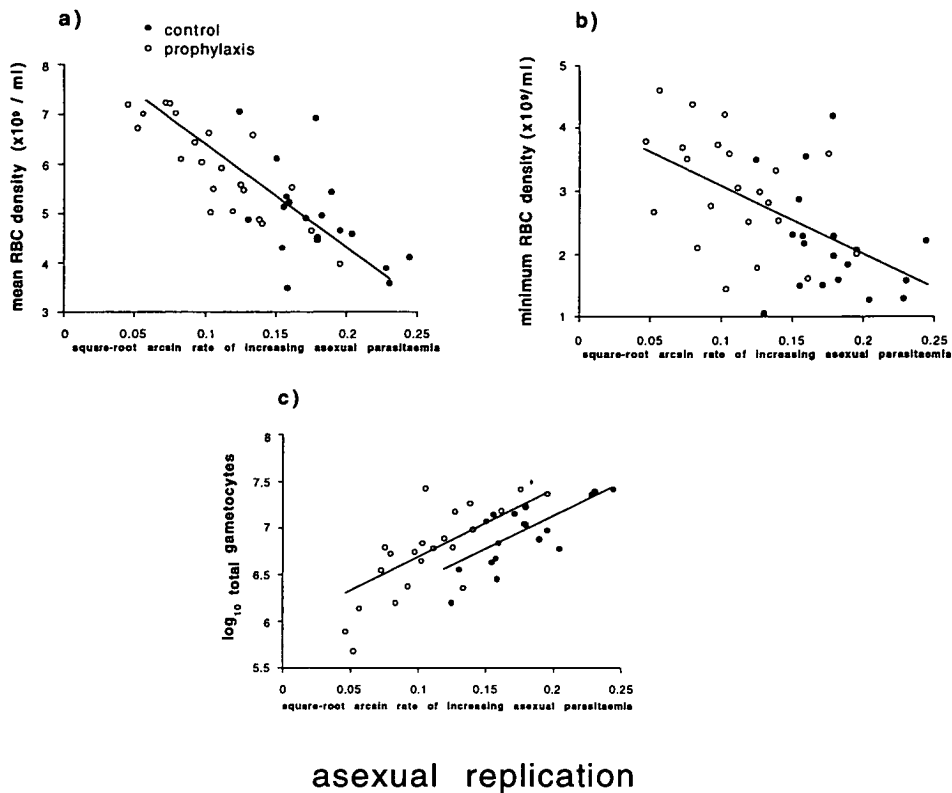 a)
control
prophylaxis
mean RBC density (x10⁹ / ml)
8
7
6
5
4
3
0
0.05
0.1
0.15
0.2
0.25
square-root arcsin rate of increasing asexual parasitaemia
b)
minimum RBC density (x10⁹/ml)
5
4
3
2
1
0
0.05
0.1
0.15
0.2
0.25
square-root arcsin rate of increasing asexual parasitaemia
c)
log₁₀ total gametocytes
8
7.5
7
6.5
6
5.5
0
0.05
0.1
0.15
0.2
0.25
square-root arcsin rate of increasing asexual parasitaemia
asexual replication